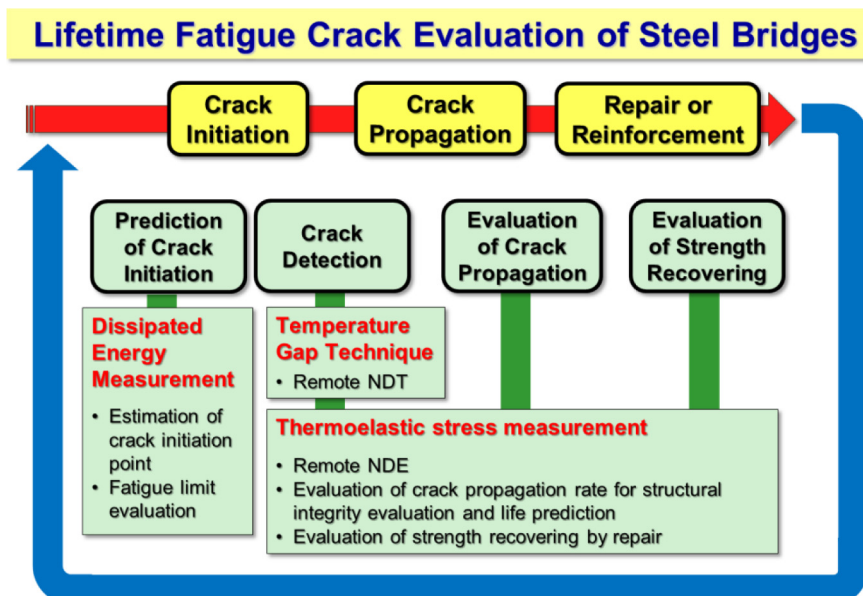 Lifetime Fatigue Crack Evaluation of Steel Bridges
Crack
Initiation
Crack
Propagation
Repair or
Reinforcement
Prediction
of Crack
Initiation
Crack
Detection
Evaluation
of Crack
Propagation
Evaluation
of Strength
Recovering
Dissipated
Energy
Measurement
• Estimation of
crack initiation
point
• Fatigue limit
evaluation
Temperature
Gap Technique
• Remote NDT
Thermoelastic stress measurement
• Remote NDE
• Evaluation of crack propagation rate for structural
integrity evaluation and life prediction
• Evaluation of strength recovering by repair